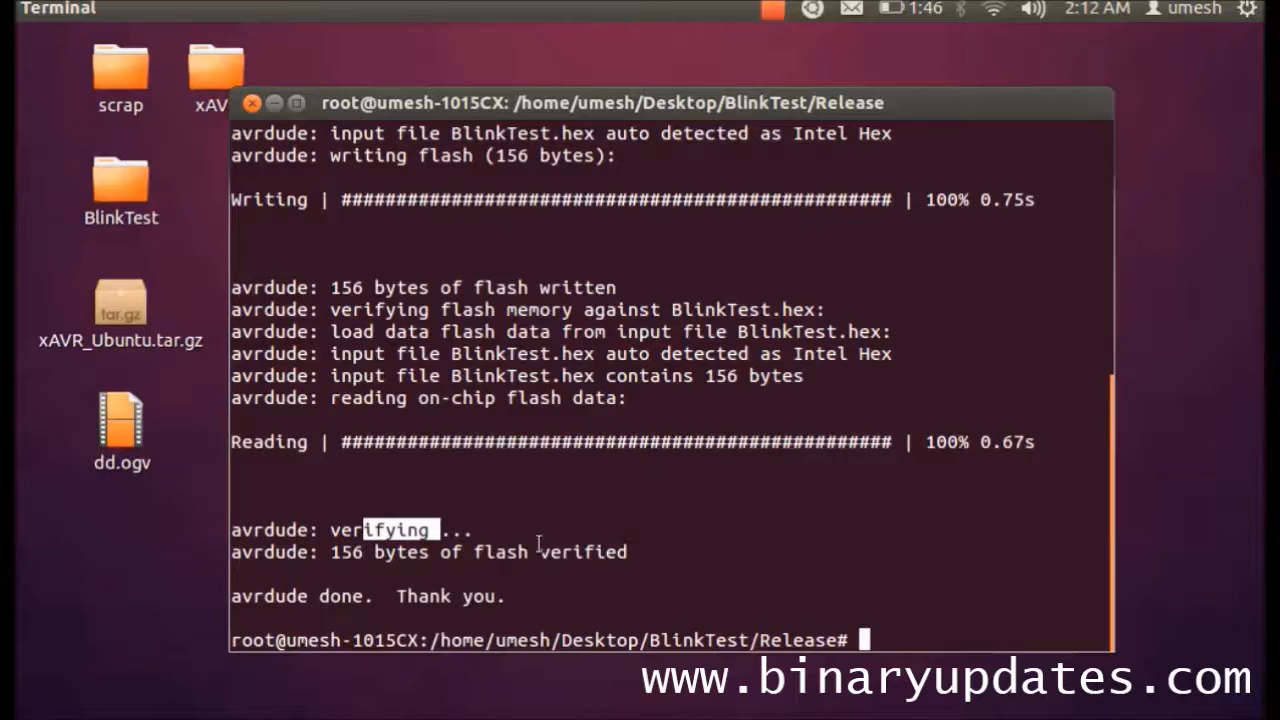 Terminal
1:46
2:12 AM
umesh
scrap
xAV
BlinkTest
tar.gz
xAVR_Ubuntu.tar.gz
dd.ogv
root@umesh-1015CX: /home/umesh/Desktop/BlinkTest/Release
avrdude: input file BlinkTest.hex auto detected as Intel Hex
avrdude: writing flash (156 bytes):
Writing | ################################################## | 100% 0.75s
avrdude: 156 bytes of flash written
avrdude: verifying flash memory against BlinkTest.hex:
avrdude: load data flash data from input file BlinkTest.hex:
avrdude: input file BlinkTest.hex auto detected as Intel Hex
avrdude: input file BlinkTest.hex contains 156 bytes
avrdude: reading on-chip flash data:
Reading | ################################################## | 100% 0.67s
avrdude: verifying ...
avrdude: 156 bytes of flash verified
avrdude done.  Thank you.
root@umesh-1015CX:/home/umesh/Desktop/BlinkTest/Release#
www.binaryupdates.com